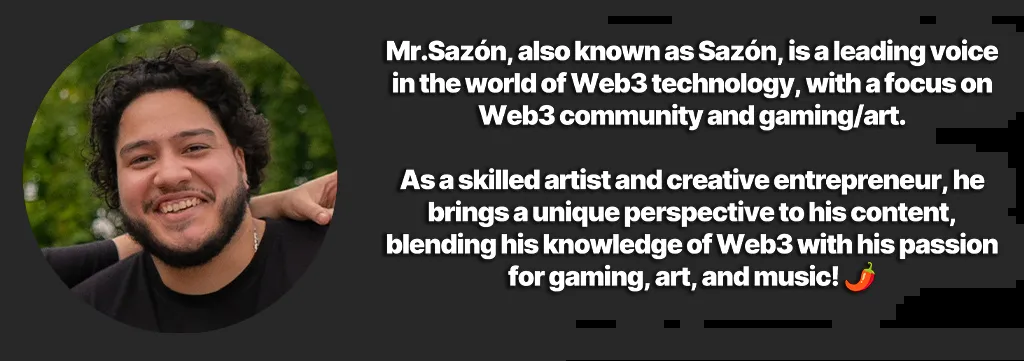 Mr.Sazón, also known as Sazón, is a leading voice
in the world of Web3 technology, with a focus on
Web3 community and gaming/art.
As a skilled artist and creative entrepreneur, he
brings a unique perspective to his content,
blending his knowledge of Web3 with his passion
for gaming, art, and music! 🌶️